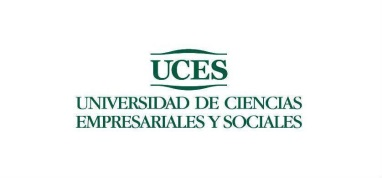 UCES
UNIVERSIDAD DE CIENCIAS
EMPRESARIALES Y SOCIALES